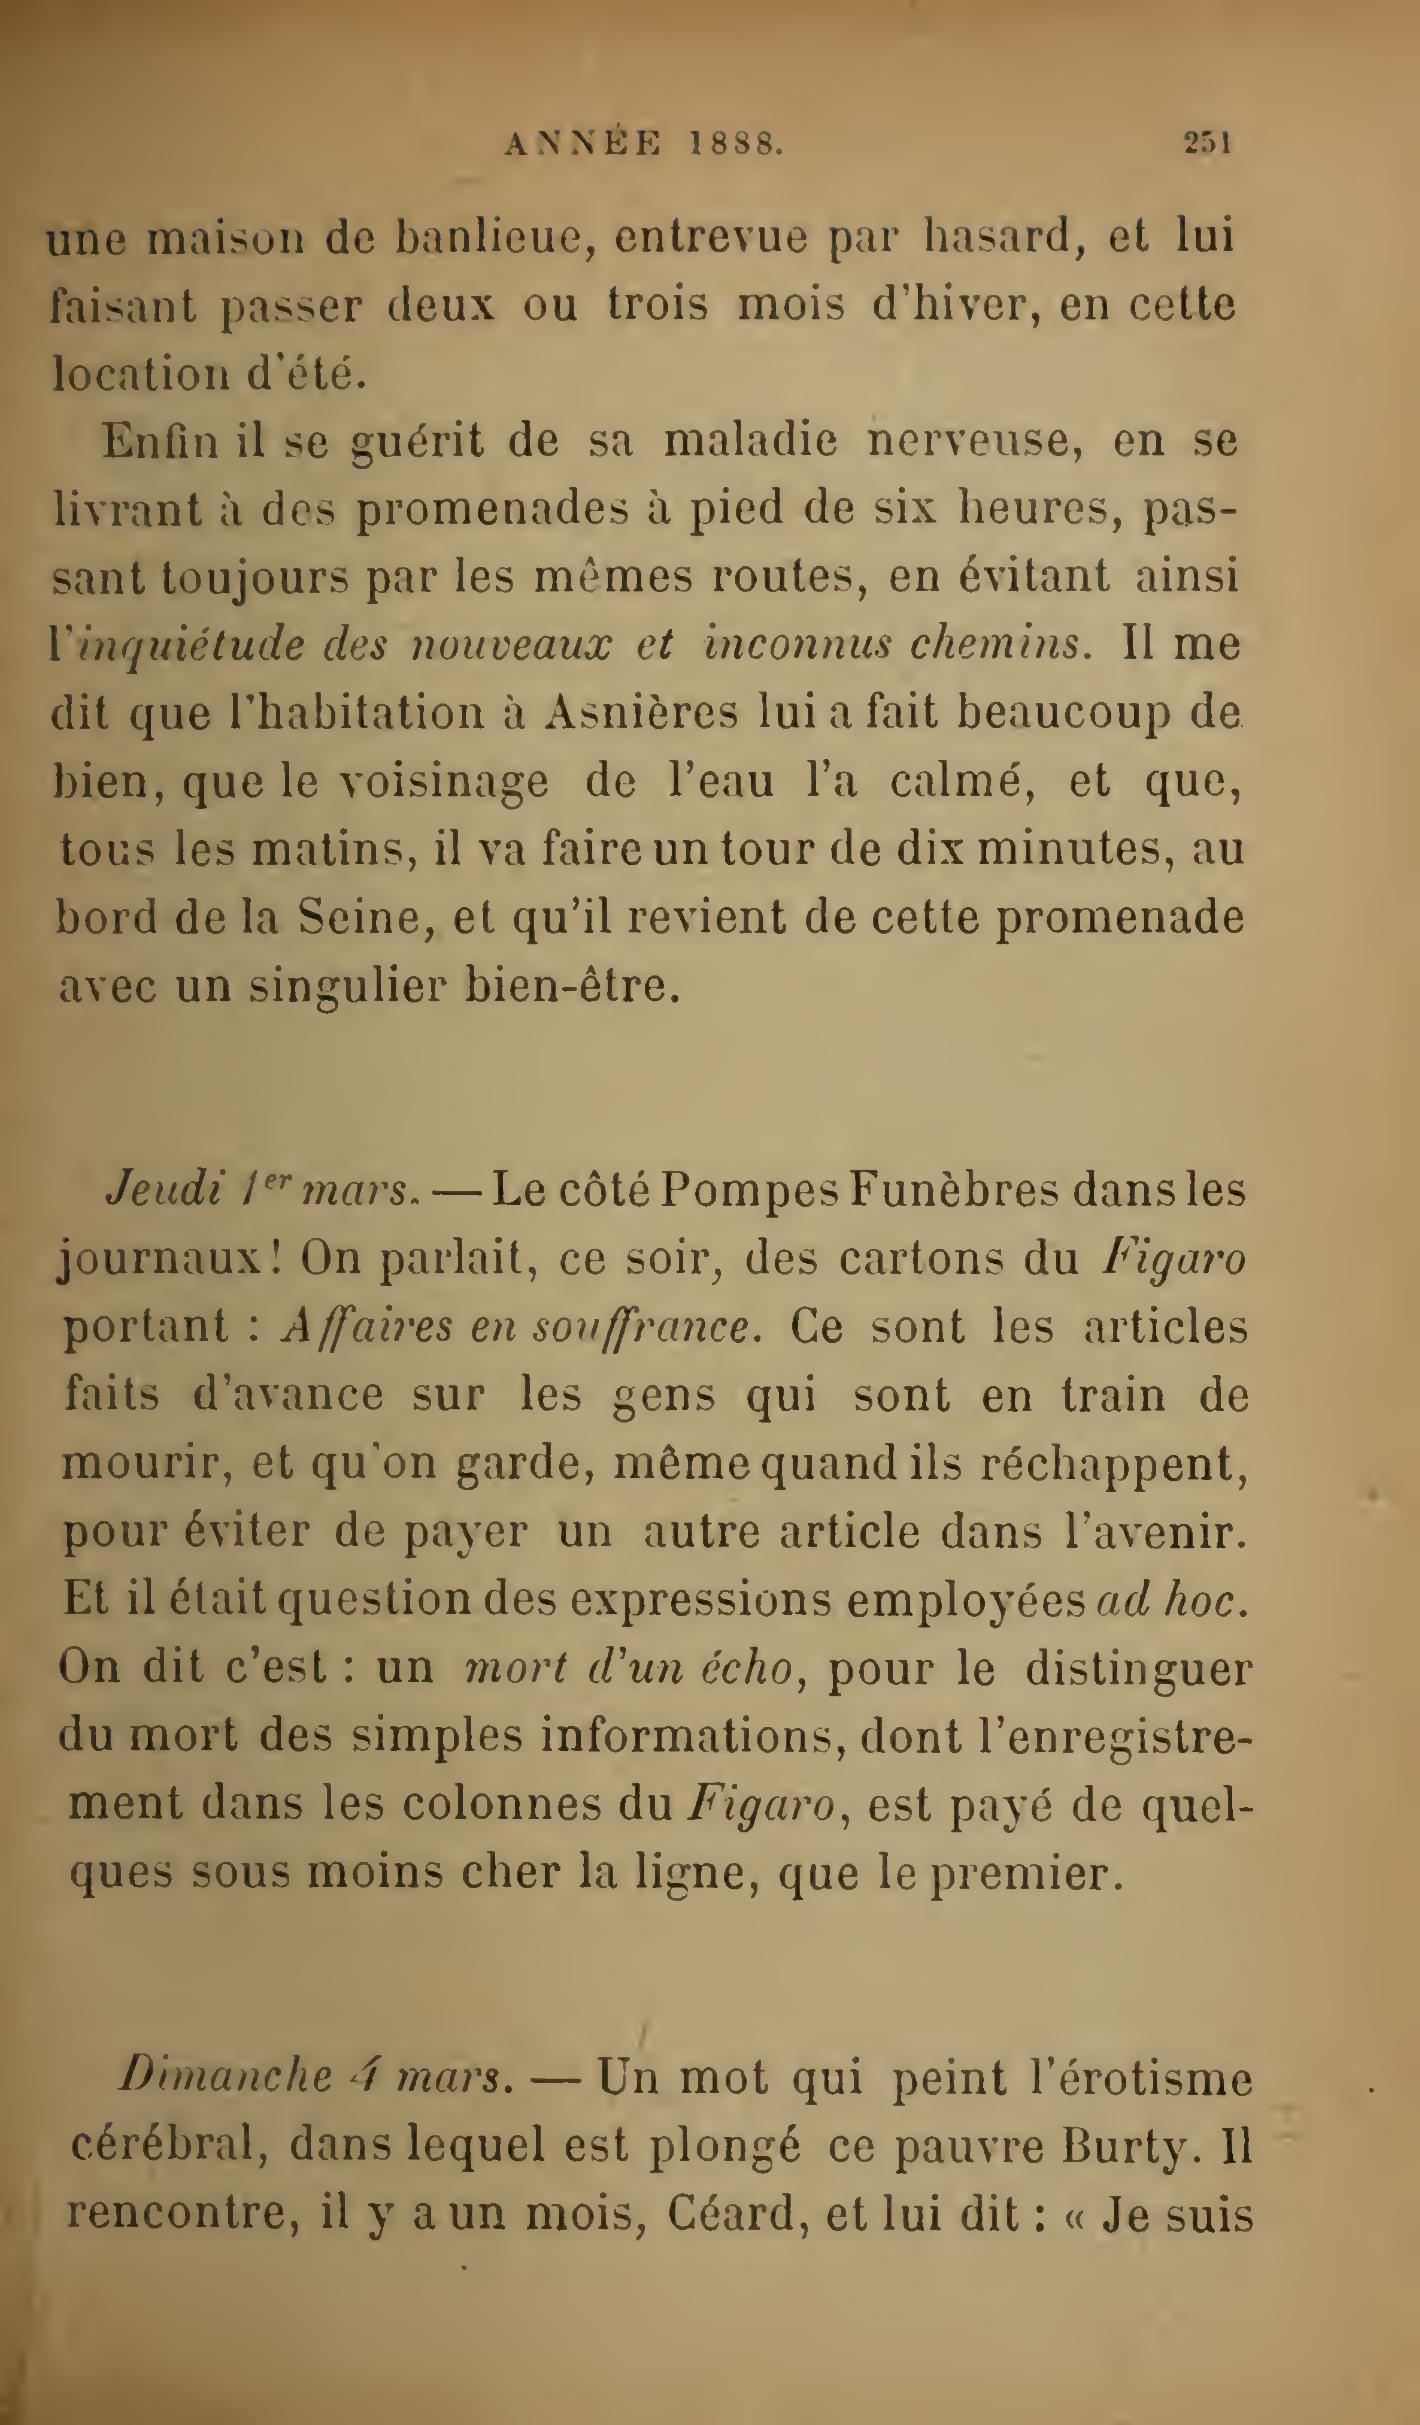 ANNÉE 1888. 251
une maison de banlieue, entrevue par hasard, et lui
faisant passer deux ou trois mois d'hiver, en cette
location d'été.
Enfin il se guérit de sa maladie nerveuse, en se
livrant à des promenades à pied de six heures, pas-
sant toujours par les mêmes routes, en évitant ainsi
l'inquiétude des nouveaux et inconnus chemins. Il me
dit que l'habitation à Asnières lui a fait beaucoup de
bien, que le voisinage de l'eau l'a calmé, et que,
tous les matins, il va faire un tour de dix minutes, au
bord de la Seine, et qu'il revient de cette promenade
avec un singulier bien-être.
Jeudi 1er mars. — Le côté Pompes Funèbres dans les
journaux! On parlait, ce soir, des cartons du Figaro
portant : Affaires en souffrance. Ce sont les articles
faits d'avance sur les gens qui sont en train de
mourir, et qu'on garde, même quand ils réchappent,
pour éviter de payer un autre article dans l'avenir.
Et il était question des expressions employées ad hoc.
On dit c'est : un mort d'un écho, pour le distinguer
du mort des simples informations, dont l'enregistre-
ment dans les colonnes du Figaro, est payé de quel-
ques sous moins cher la ligne, que le premier.
Dimanche 4 mars. — Un mot qui peint l'érotisme
cérébral, dans lequel est plongé ce pauvre Burty. Il
rencontre, il y a un mois, Céard, et lui dit : « Je suis